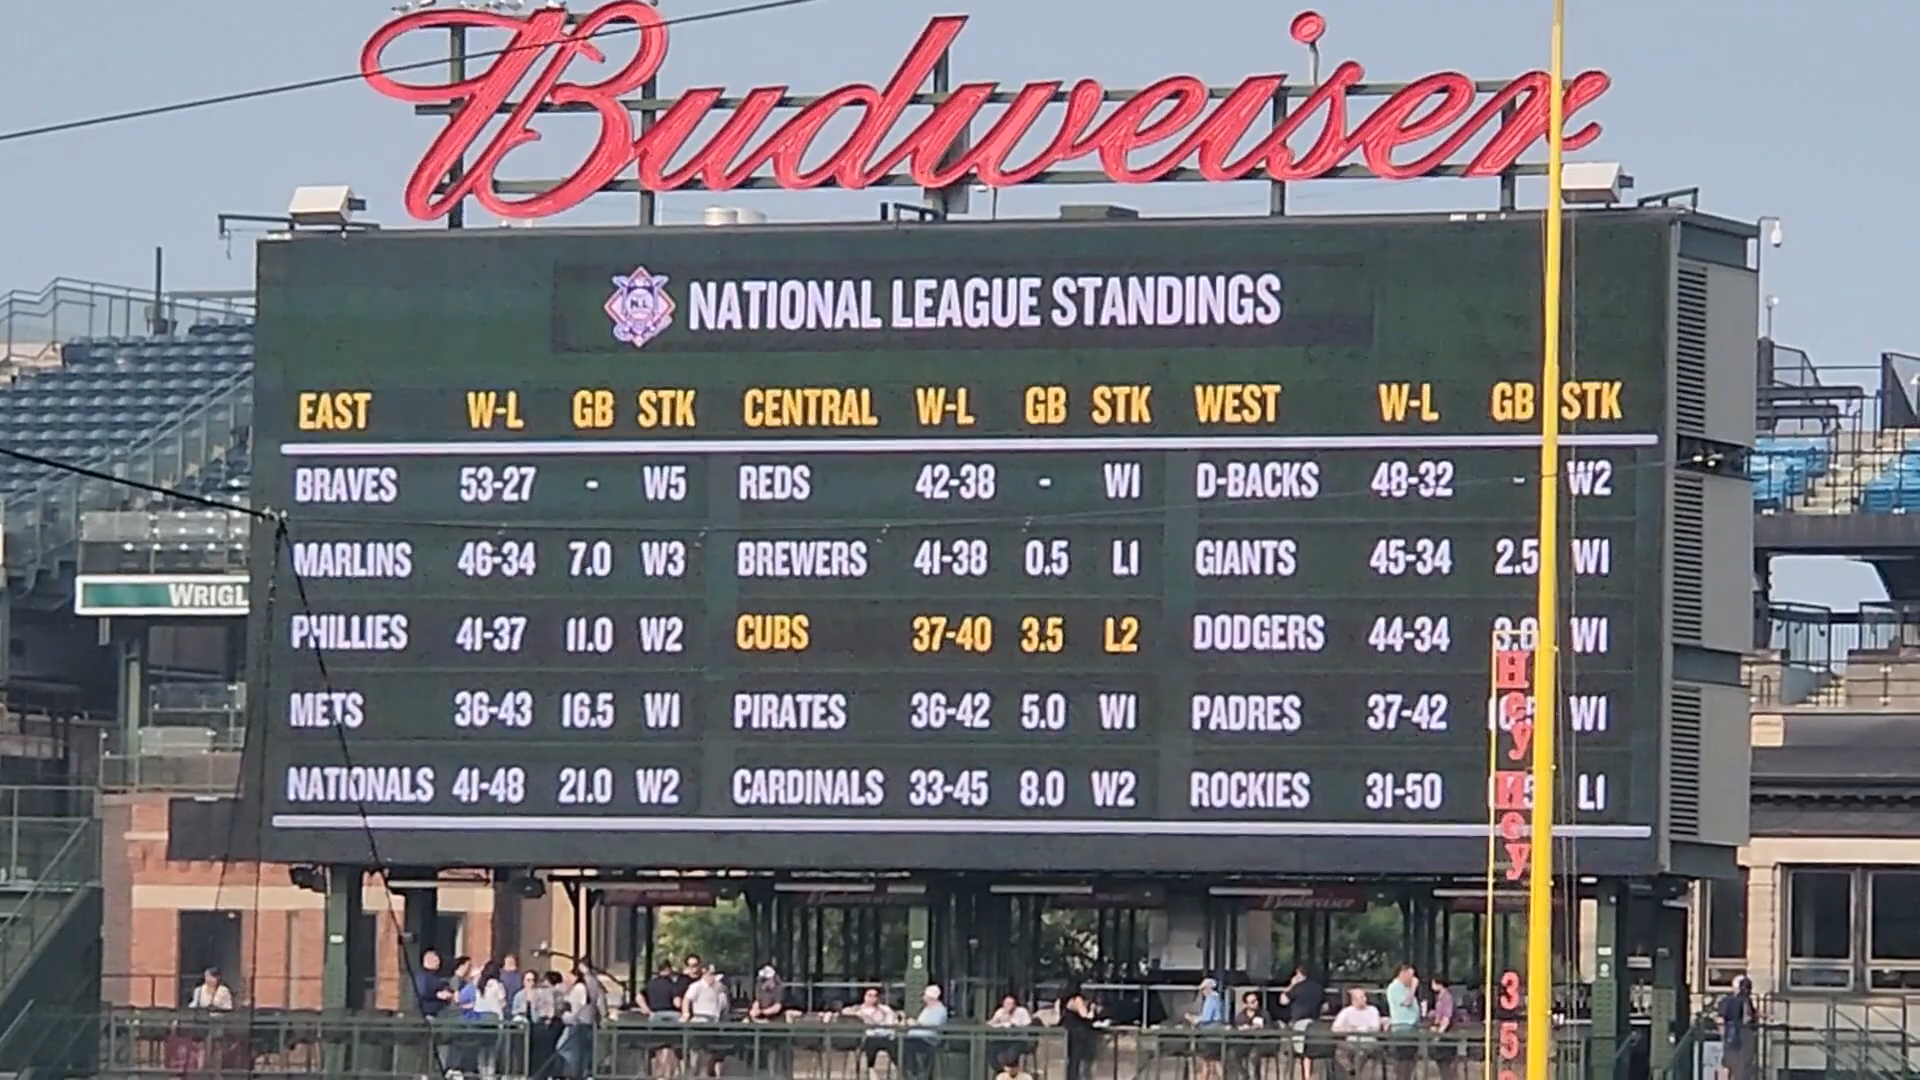 Budweiser
NATIONAL LEAGUE STANDINGS
EAST W-L GB STK CENTRAL W-L GB STK WEST W-L GB STK
BRAVES 53-27 - W5 REDS 42-38 - W1 D-BACKS 48-32 - W2
MARLINS 46-34 7.0 W3 BREWERS 41-38 0.5 L1 GIANTS 45-34 2.5 W1
PHILLIES 41-37 11.0 W2 CUBS 37-40 3.5 L2 DODGERS 44-34 3.0 W1
METS 36-43 16.5 W1 PIRATES 36-42 5.0 W1 PADRES 37-42 W1
NATIONALS 41-48 21.0 W2 CARDINALS 33-45 8.0 W2 ROCKIES 31-50 L1
WRIGL
Hey Hey
35
Budweiser